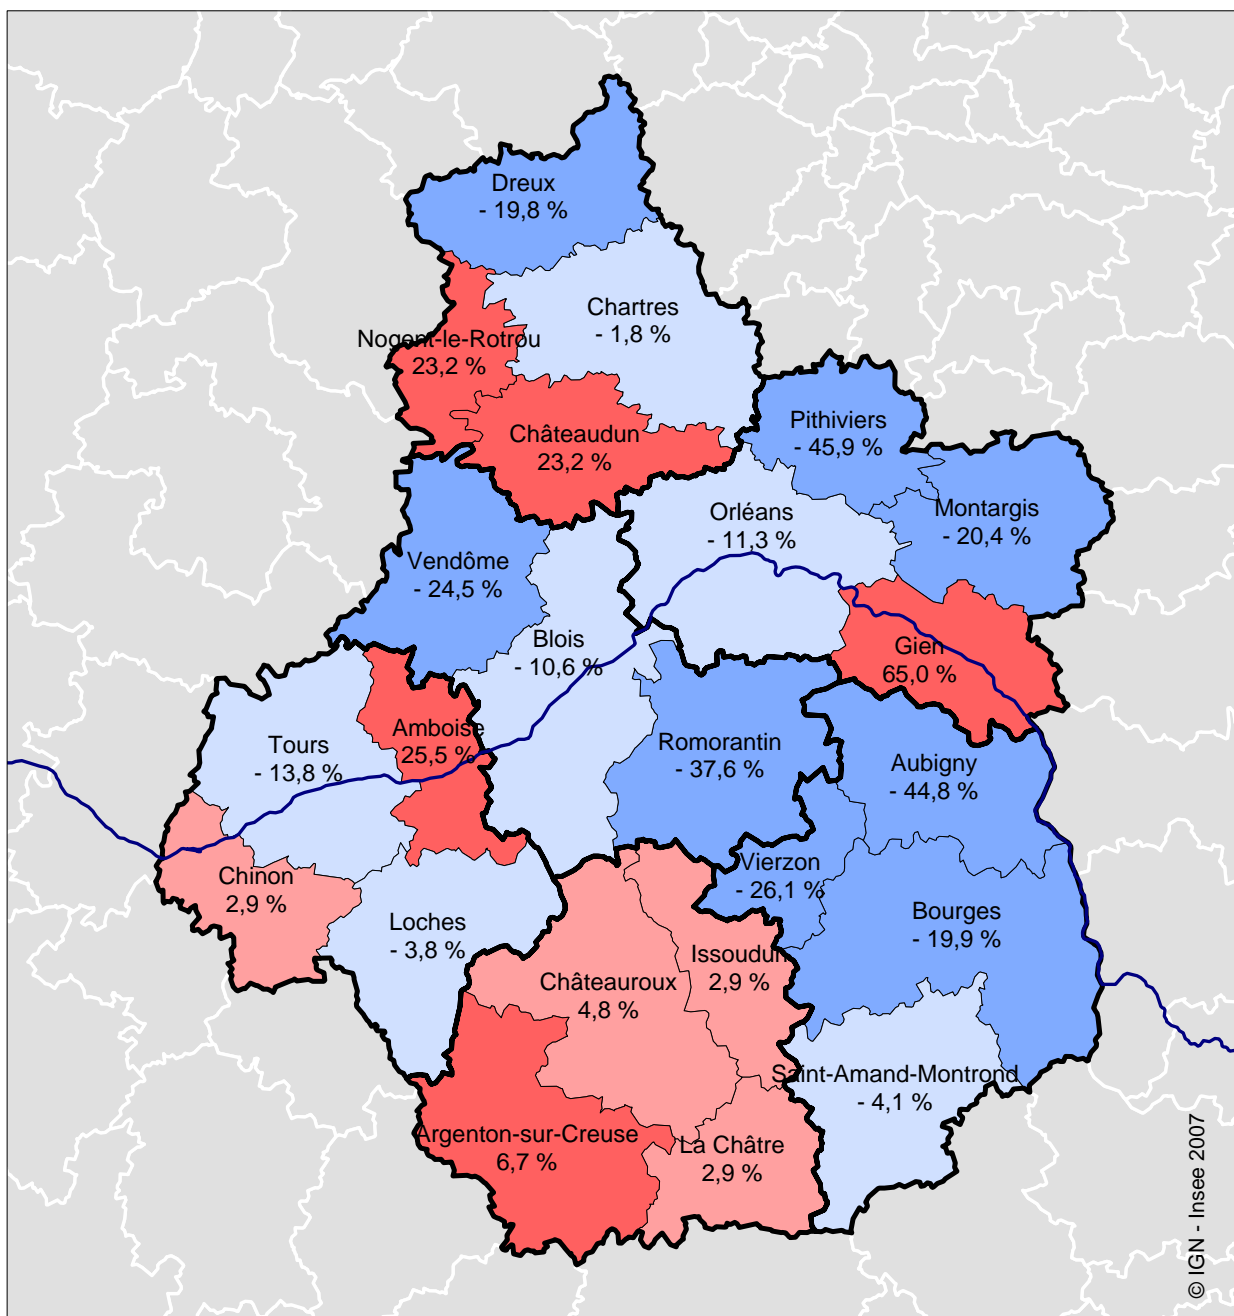 Dreux
- 19,8 %
Chartres
- 1,8 %
Nogent-le-Rotrou
23,2 %
Châteaudun
23,2 %
Pithiviers
- 45,9 %
Orléans
- 11,3 %
Montargis
- 20,4 %
Vendôme
- 24,5 %
Blois
- 10,6 %
Gien
65,0 %
Amboise
25,5 %
Tours
- 13,8 %
Romorantin
- 37,6 %
Aubigny
- 44,8 %
Vierzon
- 26,1 %
Chinon
2,9 %
Loches
- 3,8 %
Bourges
- 19,9 %
Issoudun
2,9 %
Châteauroux
4,8 %
Saint-Amand-Montrond
- 4,1 %
Argenton-sur-Creuse
6,7 %
La Châtre
2,9 %
© IGN - Insee 2007